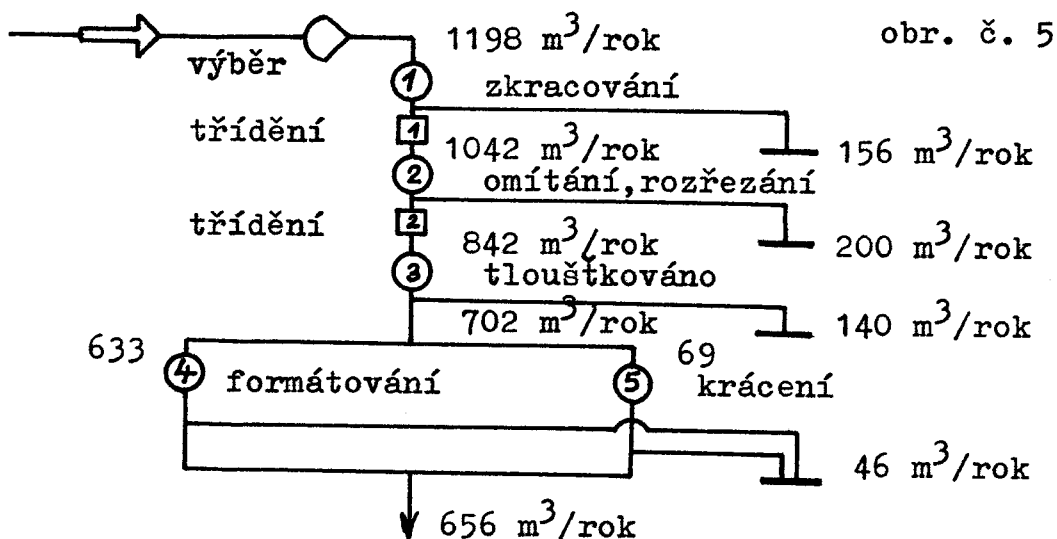 1198 m³/rok obr. č. 5
výběr
1
zkracování
třídění 1
1042 m³/rok 156 m³/rok
2 omítání,rozřezání
třídění 2
842 m³/rok 200 m³/rok
3 tloušťkováno
702 m³/rok 140 m³/rok
633 69
4 formátování 5 krácení
46 m³/rok
656 m³/rok